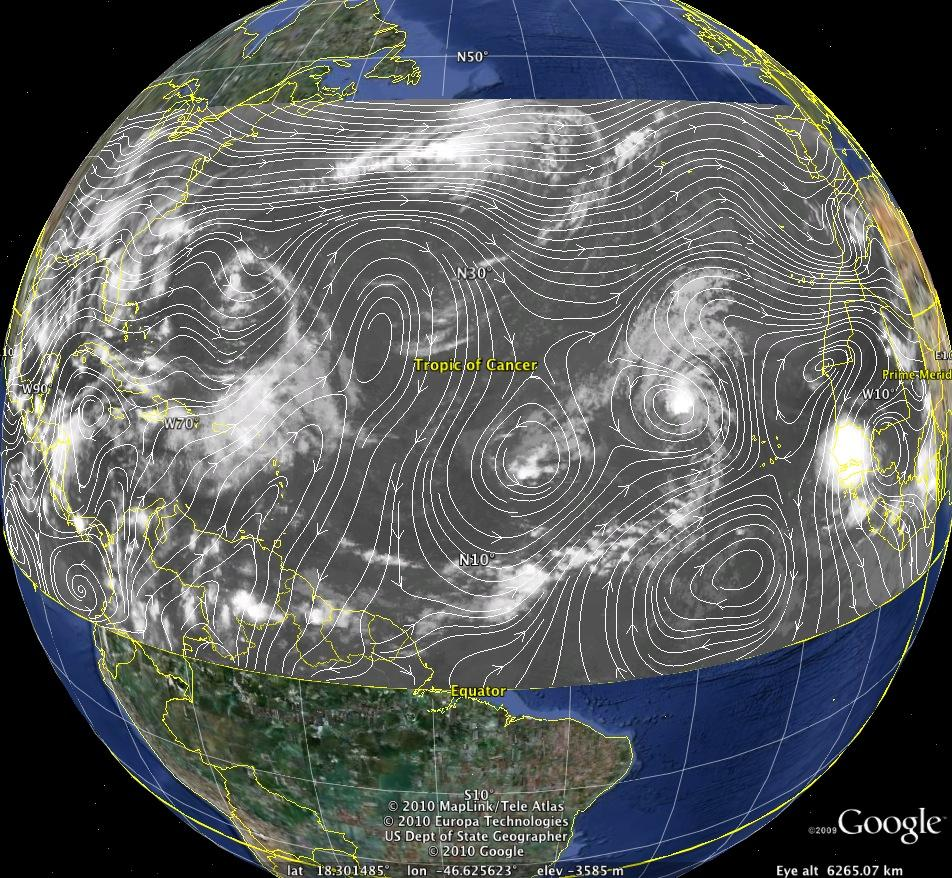 N50°
N30°
Tropic of Cancer
Prime Merid
W90°
W10°
W70°
N10°
Equator
S10°
© 2010 MapLink/Tele Atlas
© 2010 Europa Technologies
US Dept of State Geographer
© 2010 Google
©2009 Google™
lat 18.301485° lon -46.625623° elev -3585 m Eye alt 6265.07 km